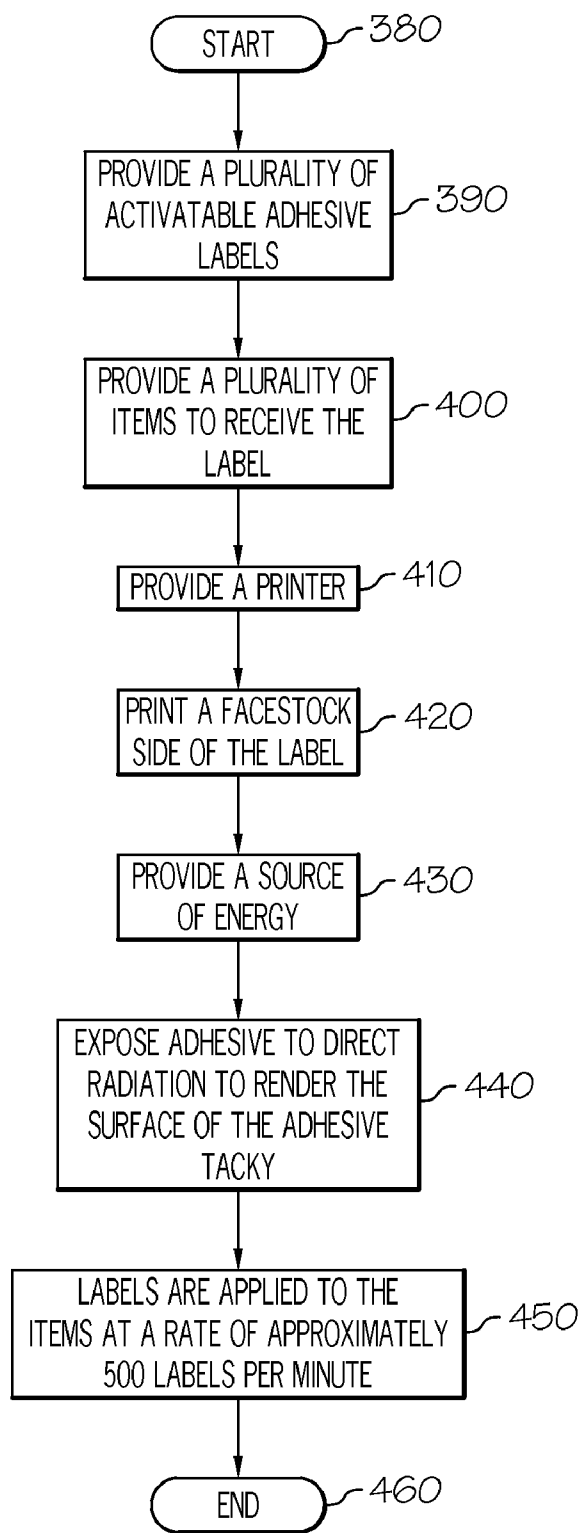 START
380
PROVIDE A PLURALITY OF
ACTIVATABLE ADHESIVE
LABELS
390
PROVIDE A PLURALITY OF
ITEMS TO RECEIVE THE
LABEL
400
PROVIDE A PRINTER
410
PRINT A FACESTOCK
SIDE OF THE LABEL
420
PROVIDE A SOURCE
OF ENERGY
430
EXPOSE ADHESIVE TO DIRECT
RADIATION TO RENDER THE
SURFACE OF THE ADHESIVE
TACKY
440
LABELS ARE APPLIED TO THE
ITEMS AT A RATE OF APPROXIMATELY
500 LABELS PER MINUTE
450
END
460